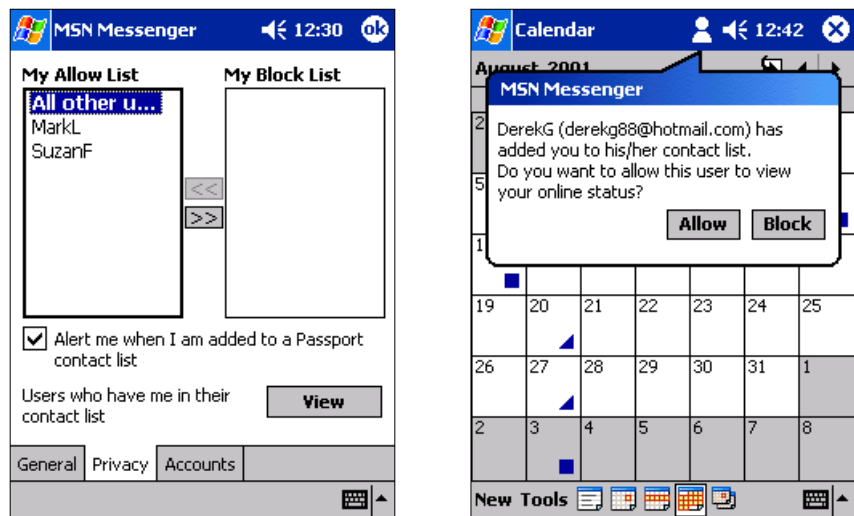 MSN Messenger 12:30 ok
My Allow List My Block List
All other u...
MarkL
SuzanF
<<
>>
Alert me when I am added to a Passport
contact list
Users who have me in their
contact list
View
General Privacy Accounts
Calendar 12:42
August 2001
MSN Messenger
DerekG (derekg88@hotmail.com) has
added you to his/her contact list.
Do you want to allow this user to view
your online status?
Allow Block
2
5
1
19 20 21 22 23 24 25
26 27 28 29 30 31 1
2 3 4 5 6 7 8
New Tools